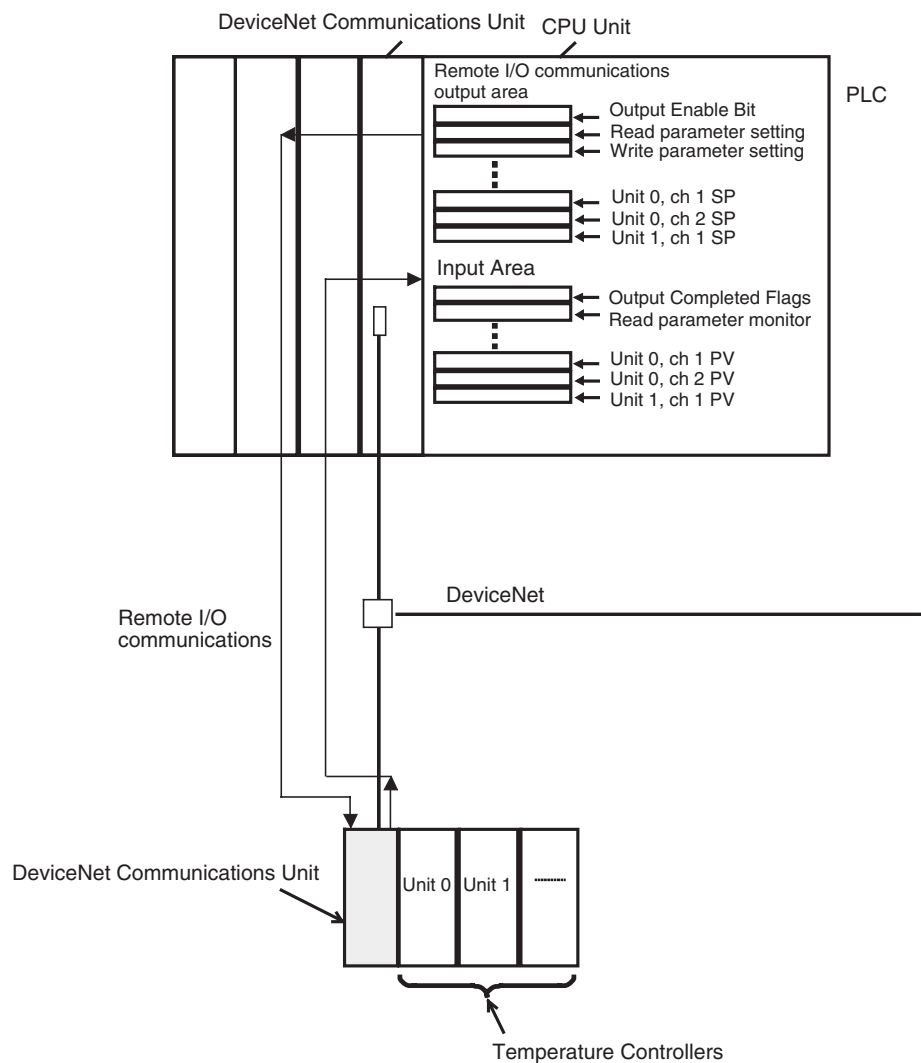 DeviceNet Communications Unit
CPU Unit
PLC
Remote I/O communications
output area
Output Enable Bit
Read parameter setting
Write parameter setting
Unit 0, ch 1 SP
Unit 0, ch 2 SP
Unit 1, ch 1 SP
Input Area
Output Completed Flags
Read parameter monitor
Unit 0, ch 1 PV
Unit 0, ch 2 PV
Unit 1, ch 1 PV
DeviceNet
Remote I/O
communications
DeviceNet Communications Unit
Unit 0
Unit 1
Temperature Controllers